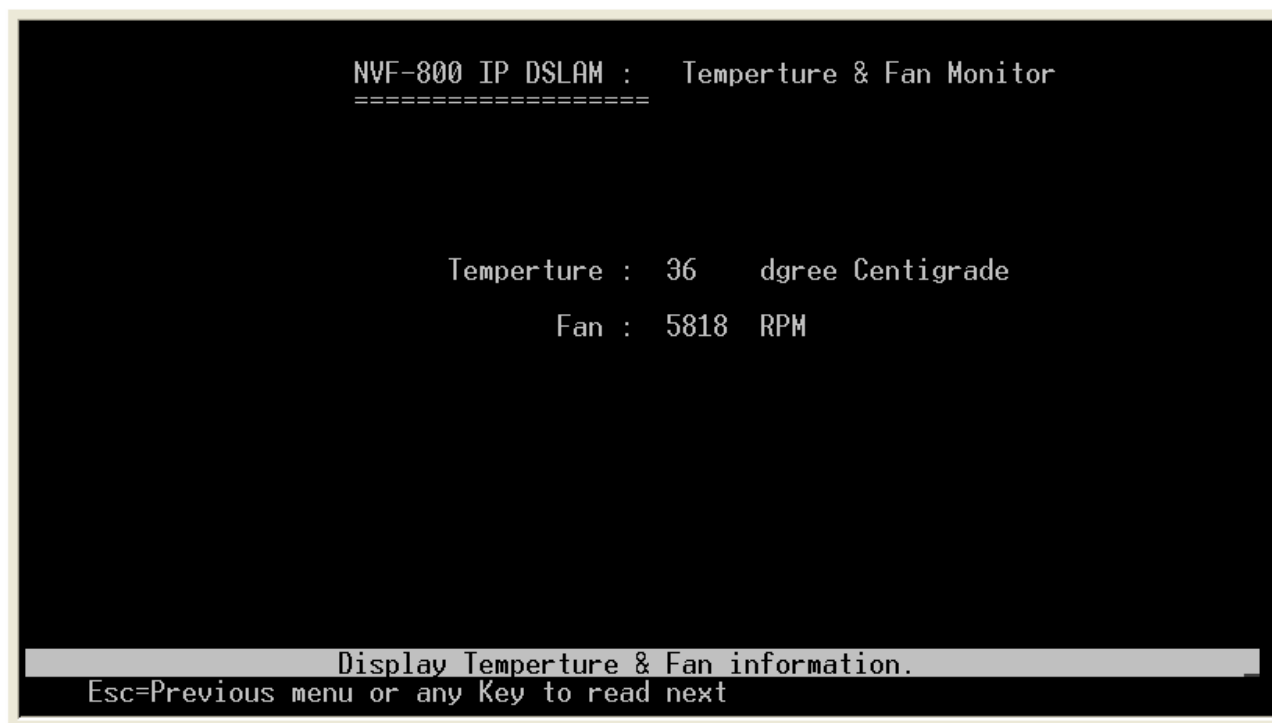 NVF-800 IP DSLAM :   Temperture & Fan Monitor
===================
Temperture :  36    dgree Centigrade
Fan :  5818  RPM
Display Temperture & Fan information.
Esc=Previous menu or any Key to read next